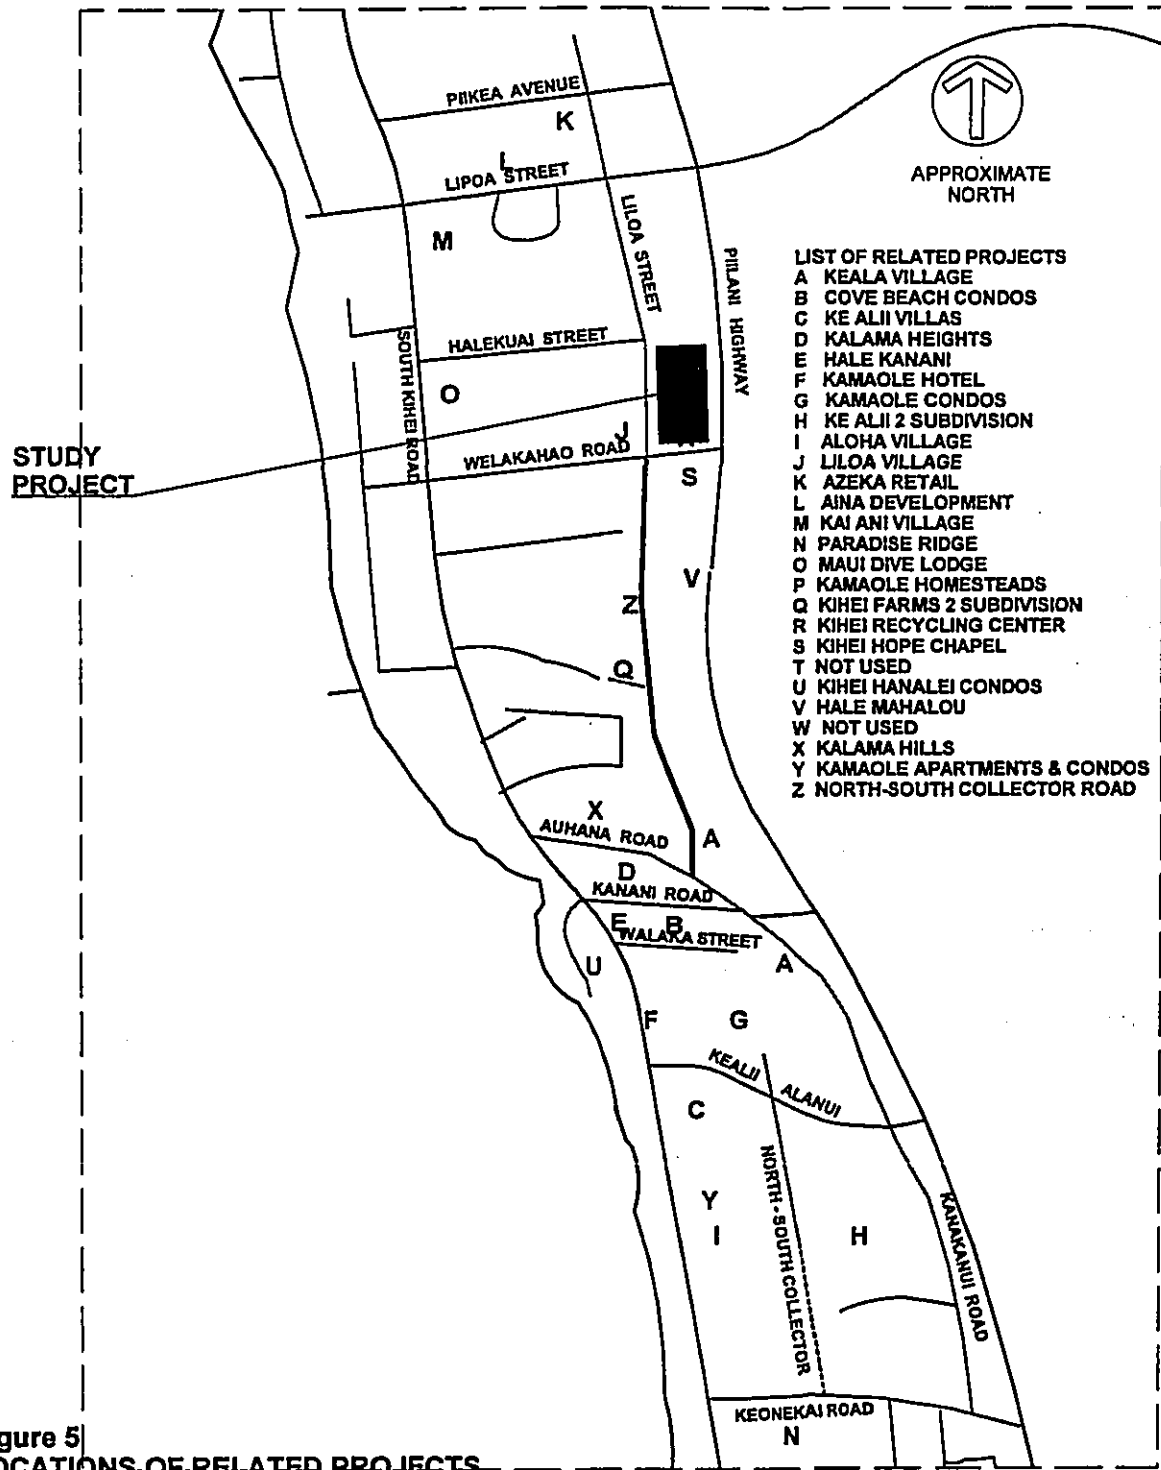 PIIKEA AVENUE
K
APPROXIMATE
NORTH
L
LIPOA STREET
LILOA STREET
M
PIILANI HIGHWAY
LIST OF RELATED PROJECTS
A KEALA VILLAGE
B COVE BEACH CONDOS
C KE ALII VILLAS
D KALAMA HEIGHTS
E HALE KANANI
F KAMAOLE HOTEL
G KAMAOLE CONDOS
H KE ALII 2 SUBDIVISION
I ALOHA VILLAGE
J LILOA VILLAGE
K AZEKA RETAIL
L AINA DEVELOPMENT
M KAI ANI VILLAGE
N PARADISE RIDGE
O MAUI DIVE LODGE
P KAMAOLE HOMESTEADS
Q KIHEI FARMS 2 SUBDIVISION
R KIHEI RECYCLING CENTER
S KIHEI HOPE CHAPEL
T NOT USED
U KIHEI HANALEI CONDOS
V HALE MAHALOU
W NOT USED
X KALAMA HILLS
Y KAMAOLE APARTMENTS & CONDOS
Z NORTH-SOUTH COLLECTOR ROAD
HALEKUAI STREET
SOUTH KIHEI ROAD
O
J
STUDY
PROJECT
WELAKAHAO ROAD
S
V
Z
Q
X
AUHANA ROAD
A
D
KANANI ROAD
E B
WALAKA STREET
U
A
F
G
KEALII ALANUI
C
NORTH - SOUTH COLLECTOR
Y
I
H
KANAKANUI ROAD
KEONEKAI ROAD
N
gure 5
OCATIONS OF RELATED PROJECTS